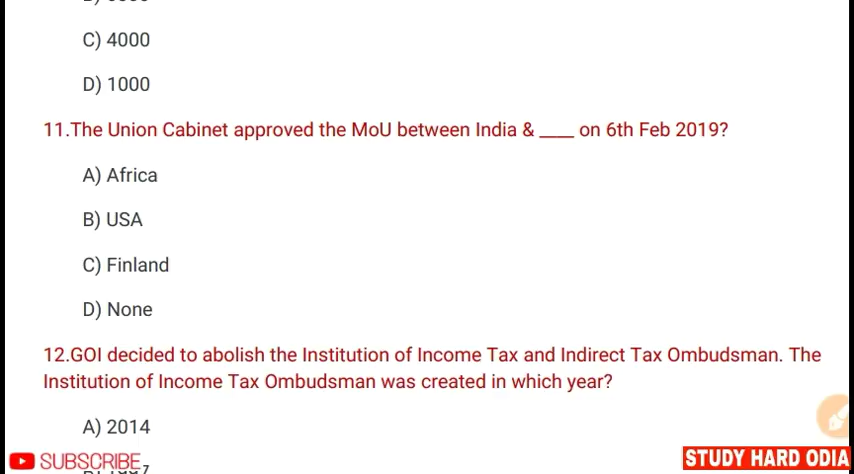 C) 4000
D) 1000
11.The Union Cabinet approved the MoU between India & ____ on 6th Feb 2019?
A) Africa
B) USA
C) Finland
D) None
12.GOI decided to abolish the Institution of Income Tax and Indirect Tax Ombudsman. The
Institution of Income Tax Ombudsman was created in which year?
A) 2014
SUBSCRIBE
STUDY HARD ODIA